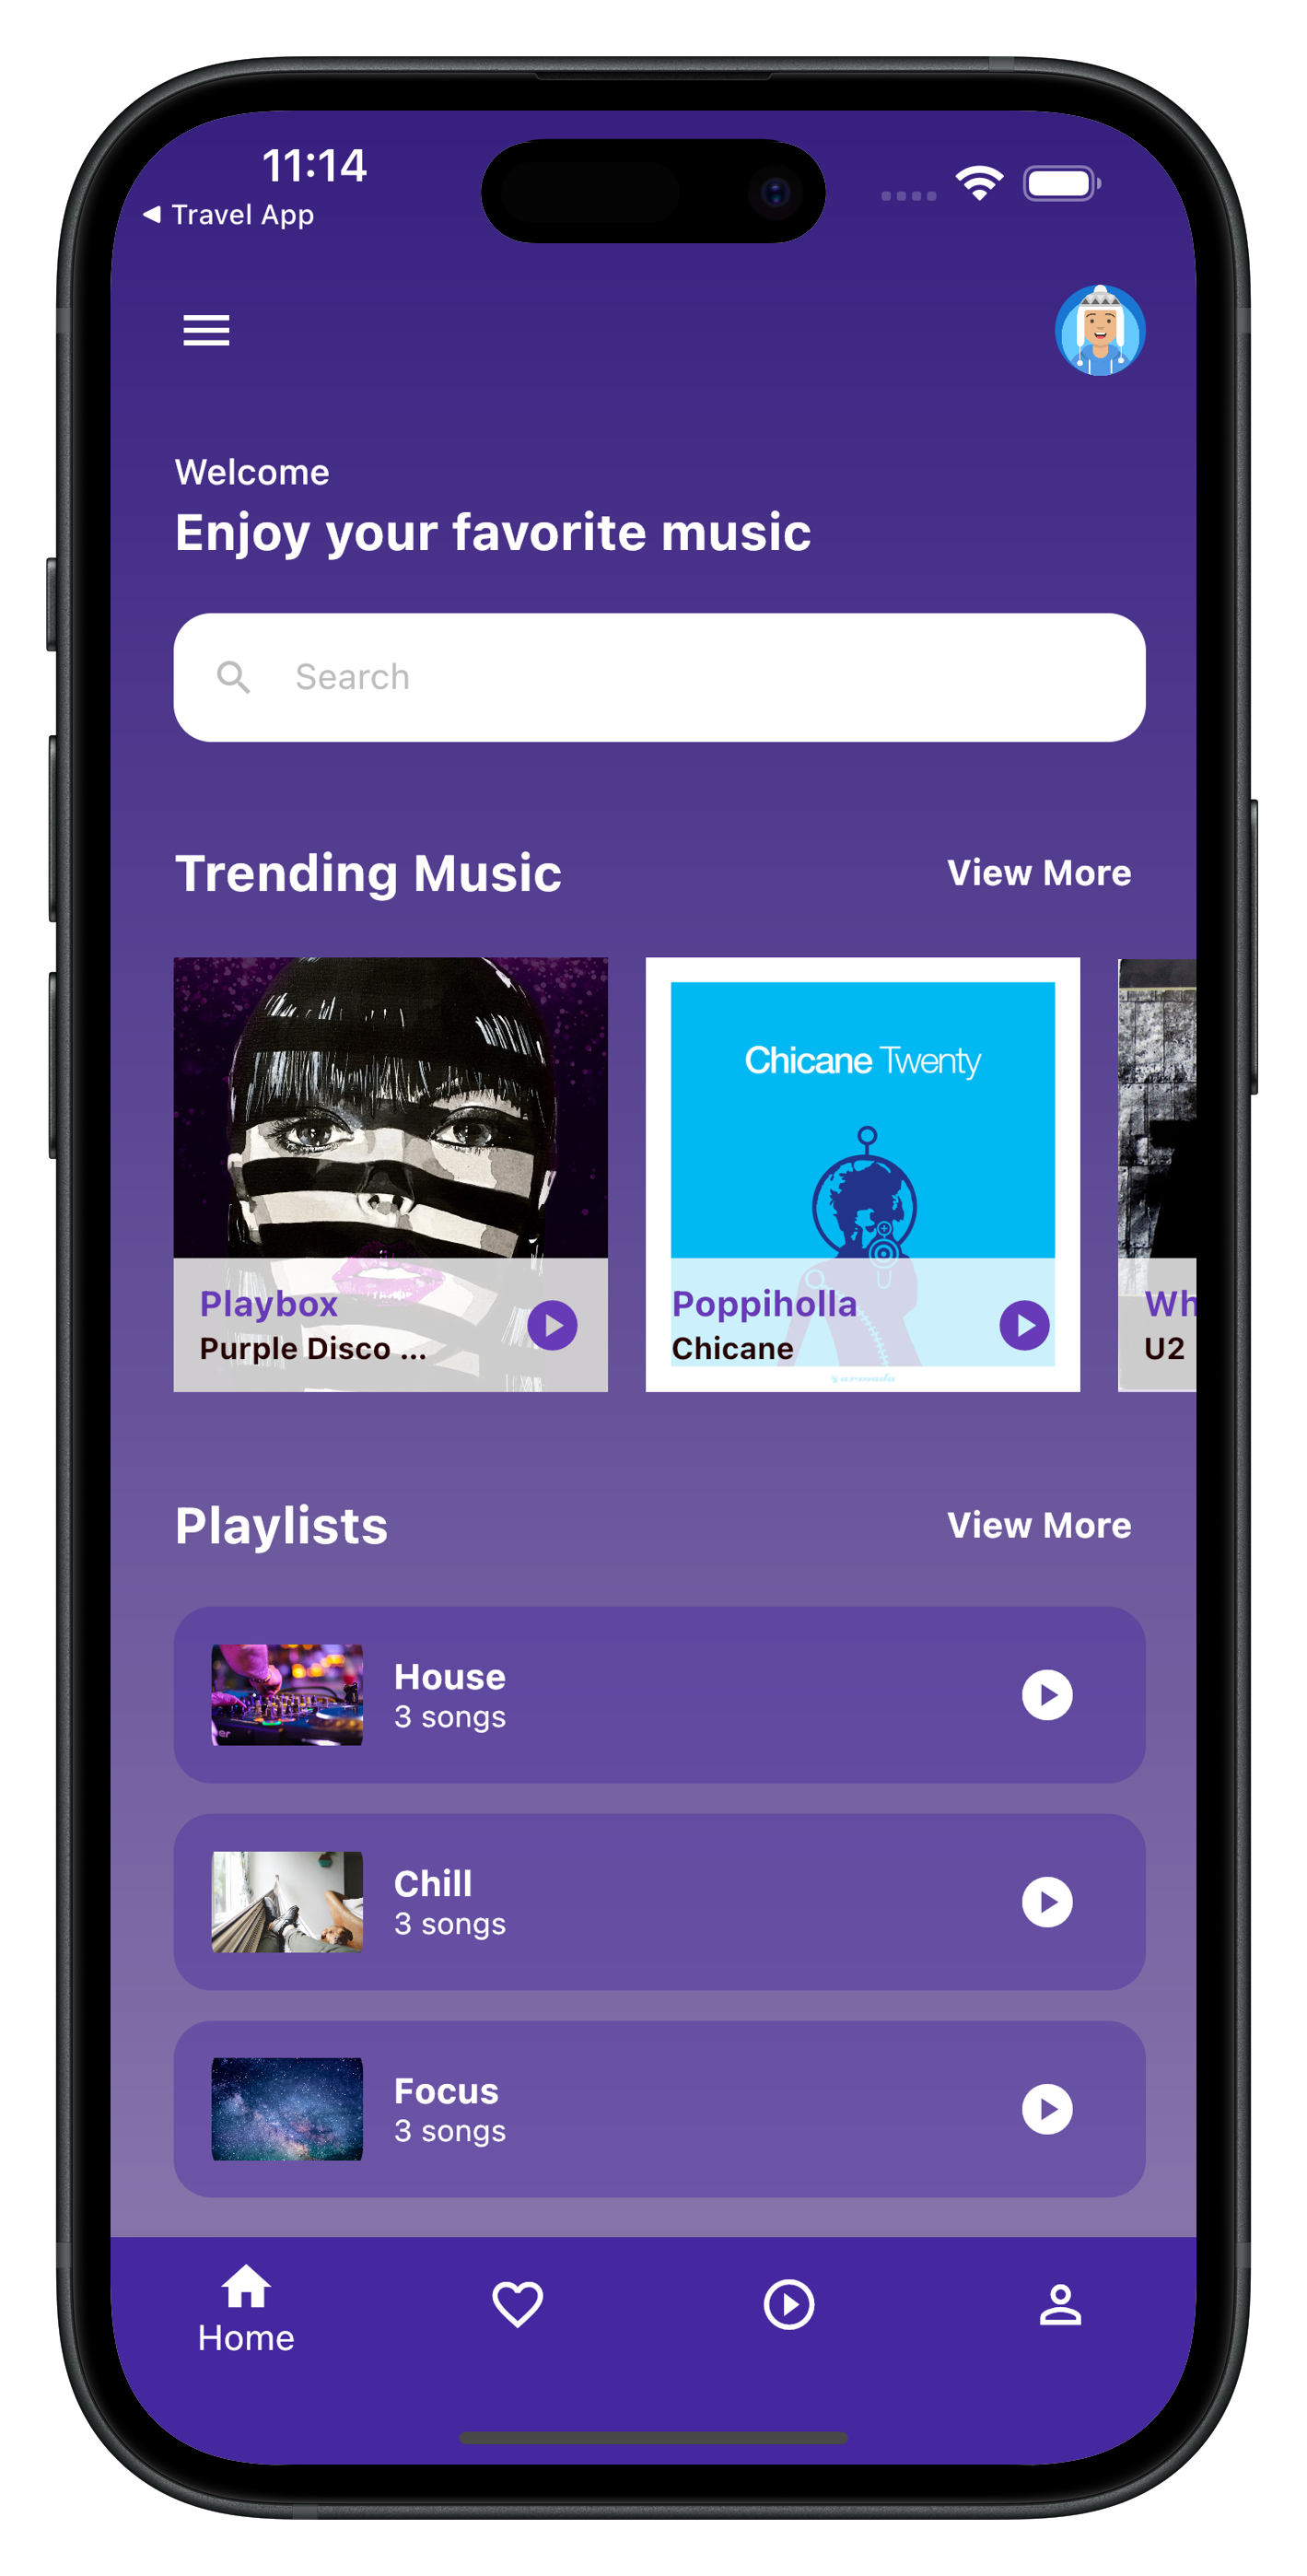 11:14
Travel App
Welcome
Enjoy your favorite music
Search
Trending Music
View More
Chicane Twenty
Playbox
Purple Disco ...
Poppiholla
Chicane
armada
Wh
U2
Playlists
View More
House
3 songs
Chill
3 songs
Focus
3 songs
Home